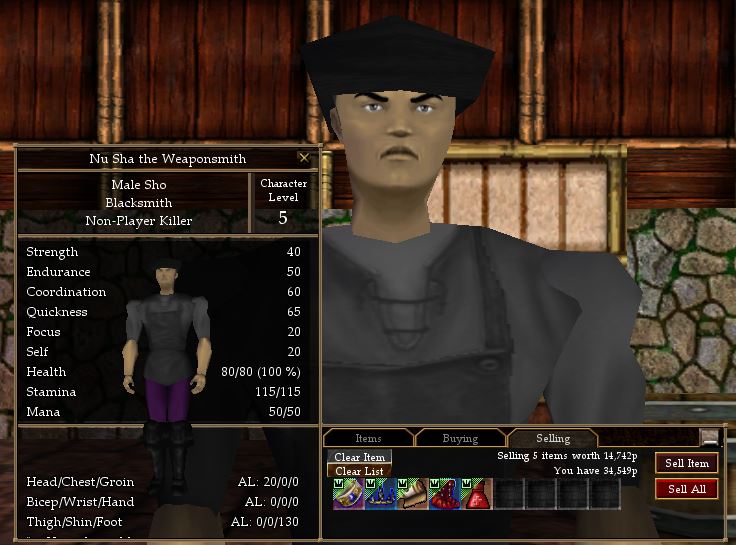 Nu Sha the Weaponsmith
Male Sho
Blacksmith
Non-Player Killer
Character
Level
5
Strength 40
Endurance 50
Coordination 60
Quickness 65
Focus 20
Self 20
Health 80/80 (100 %)
Stamina 115/115
Mana 50/50
Head/Chest/Groin AL: 20/0/0
Bicep/Wrist/Hand AL: 0/0/0
Thigh/Shin/Foot AL: 0/0/130
Items Buying Selling
Clear Item
Clear List
Selling 5 items worth 14,742p
You have 34,549p
Sell Item
Sell All